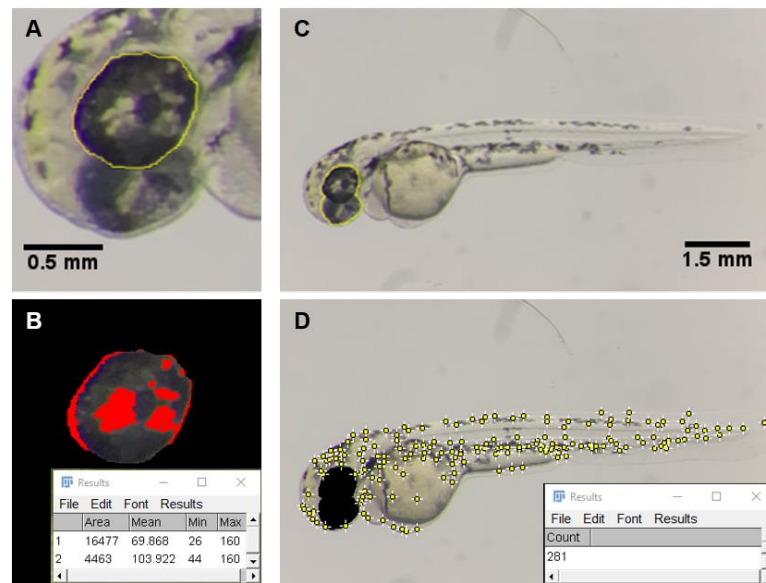 A
0.5 mm
C
1.5 mm
B
Results
File Edit Font Results
Area Mean Min Max
1 16477 69.868 26 160
2 4463 103.922 44 160
D
Results
File Edit Font Results
Count
281